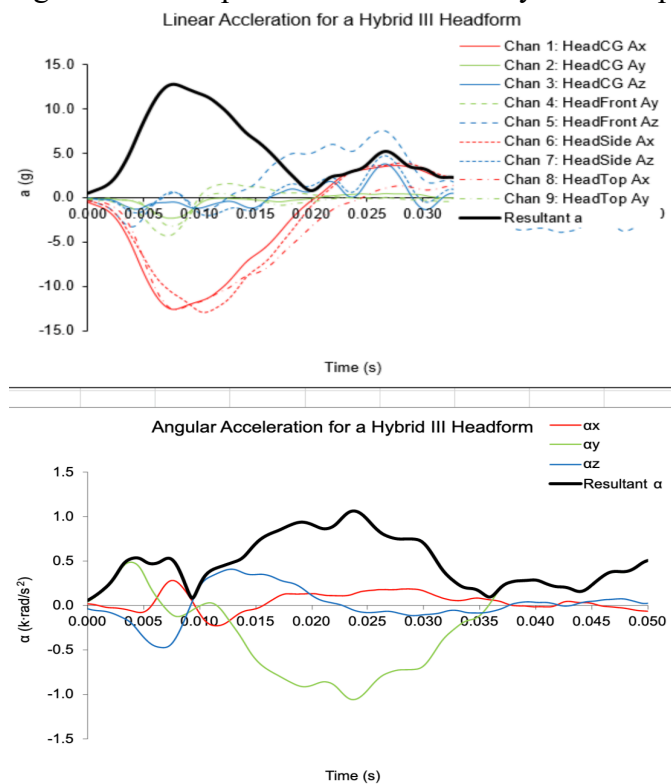 Linear Accleration for a Hybrid III Headform
Chan 1: HeadCG Ax
Chan 2: HeadCG Ay
Chan 3: HeadCG Az
Chan 4: HeadFront Ay
Chan 5: HeadFront Az
Chan 6: HeadSide Ax
Chan 7: HeadSide Az
Chan 8: HeadTop Ax
Chan 9: HeadTop Ay
Resultant a
15.0
10.0
5.0
0.0
-5.0
-10.0
-15.0
a (g)
0.000 0.005 0.010 0.015 0.020 0.025 0.030
Time (s)
Angular Acceleration for a Hybrid III Headform
αx
αy
αz
Resultant α
1.5
1.0
0.5
0.0
-0.5
-1.0
-1.5
α (k·rad/s²)
0.000 0.005 0.010 0.015 0.020 0.025 0.030 0.035 0.040 0.045 0.050
Time (s)